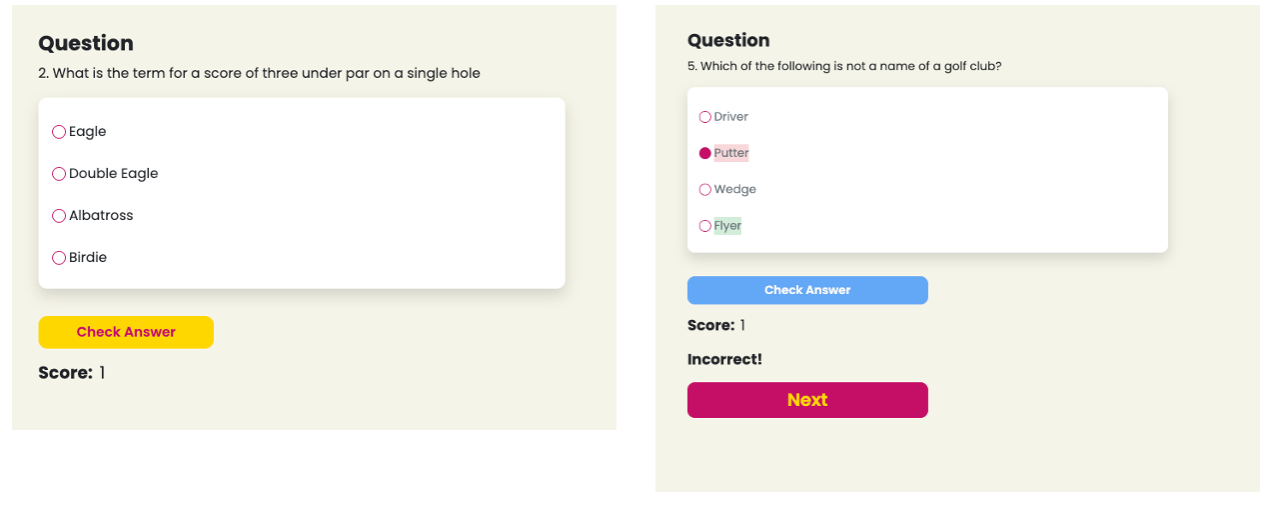 Question
2. What is the term for a score of three under par on a single hole
Eagle
Double Eagle
Albatross
Birdie
Check Answer
Score: 1
Question
5. Which of the following is not a name of a golf club?
Driver
Putter
Wedge
Flyer
Check Answer
Score: 1
Incorrect!
Next